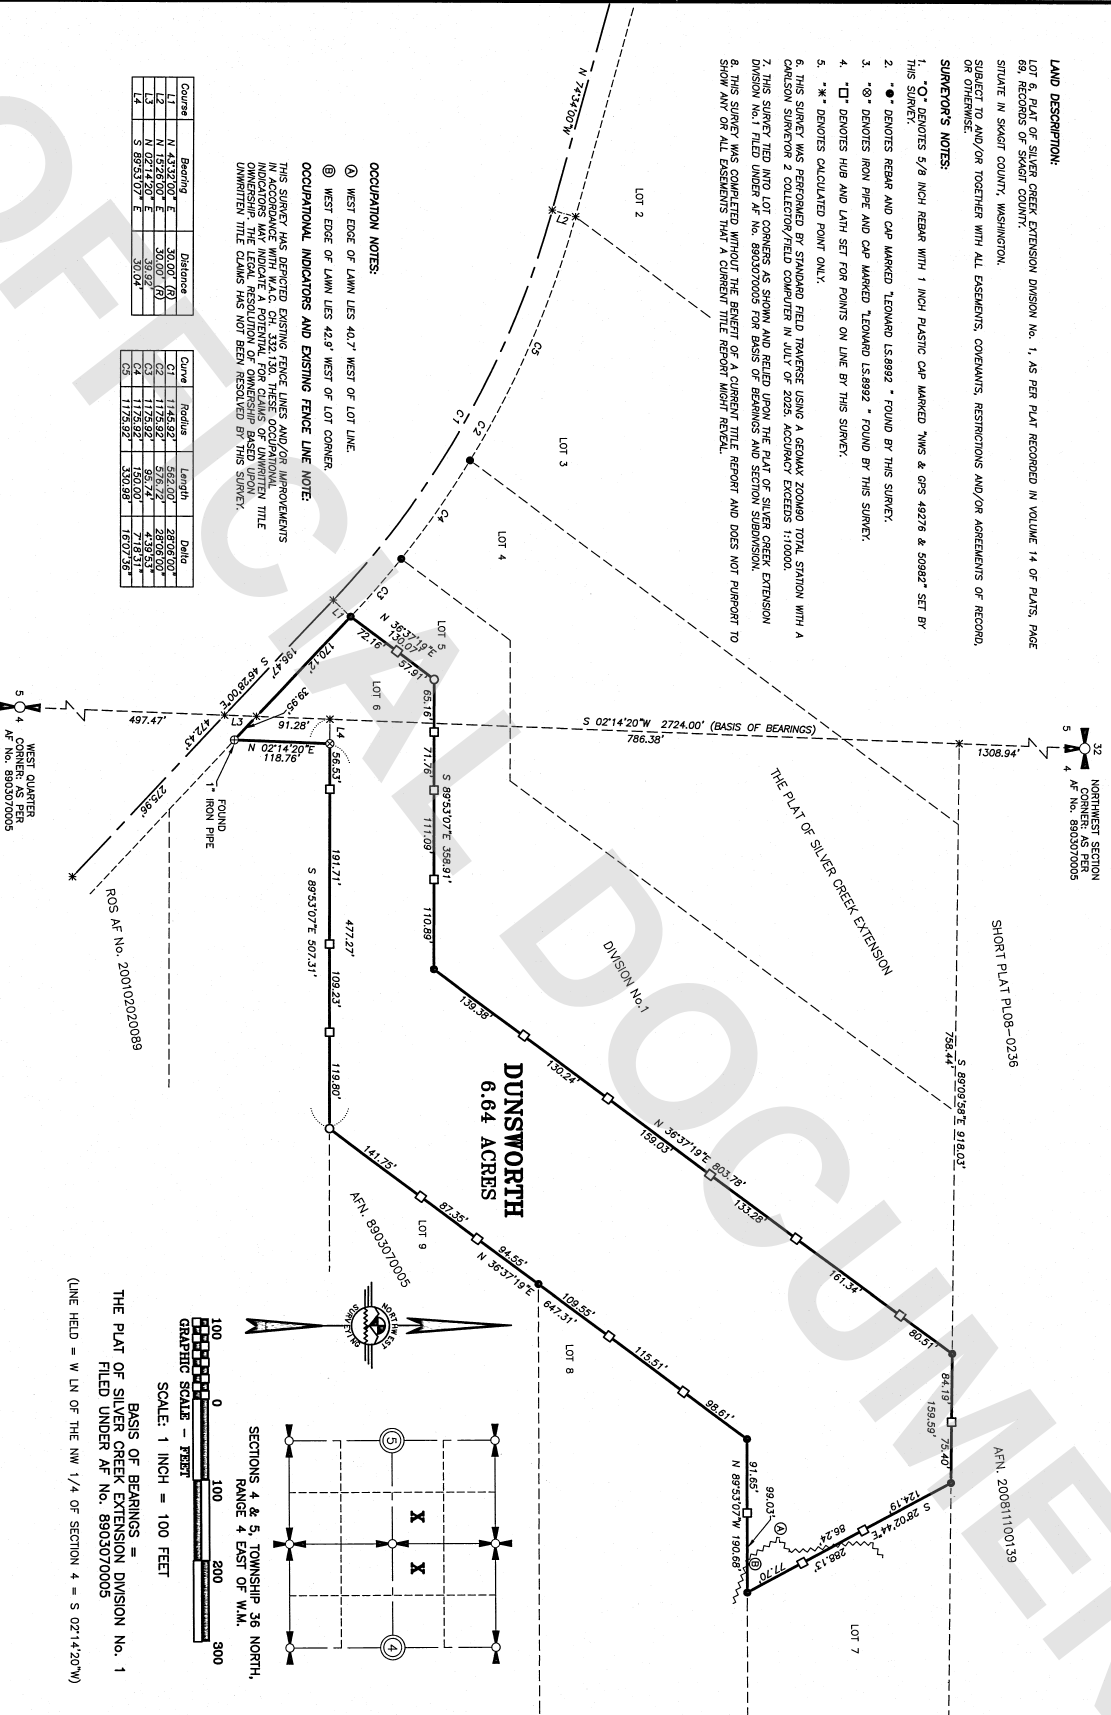 LAND DESCRIPTION:
LOT 6, PLAT OF SILVER CREEK EXTENSION DIVISION No. 1, AS PER PLAT RECORDED IN VOLUME 14 OF PLATS, PAGE
69, RECORDS OF SKAGIT COUNTY.
SITUATE IN SKAGIT COUNTY, WASHINGTON.
SUBJECT TO AND/OR TOGETHER WITH ALL EASEMENTS, COVENANTS, RESTRICTIONS AND/OR AGREEMENTS OF RECORD,
OR OTHERWISE.
SURVEYOR'S NOTES:
1. "O" DENOTES 5/8 INCH REBAR WITH 1 INCH PLASTIC CAP MARKED "NWS & GPS 49276 & 50982" SET BY
THIS SURVEY.
2. "●" DENOTES REBAR AND CAP MARKED "LEONARD LS.8992 " FOUND BY THIS SURVEY.
3. "⊗" DENOTES IRON PIPE AND CAP MARKED "LEONARD LS.8992 " FOUND BY THIS SURVEY.
4. "□" DENOTES HUB AND LATH SET FOR POINTS ON LINE BY THIS SURVEY.
5. "*" DENOTES CALCULATED POINT ONLY.
6. THIS SURVEY WAS PERFORMED BY STANDARD FIELD TRAVERSE USING A GEOMAX ZOOM90 TOTAL STATION WITH A
CARLSON SURVEYOR 2 COLLECTOR/FIELD COMPUTER IN JULY OF 2025. ACCURACY EXCEEDS 1:10000.
7. THIS SURVEY TIED INTO LOT CORNERS AS SHOWN AND RELIED UPON THE PLAT OF SILVER CREEK EXTENSION
DIVISION No.1 FILED UNDER AF No. 8903070005 FOR BASIS OF BEARINGS AND SECTION SUBDIVISION.
8. THIS SURVEY WAS COMPLETED WITHOUT THE BENEFIT OF A CURRENT TITLE REPORT AND DOES NOT PURPORT TO
SHOW ANY OR ALL EASEMENTS THAT A CURRENT TITLE REPORT MIGHT REVEAL.
OCCUPATION NOTES:
Ⓐ WEST EDGE OF LAWN LIES 40.7' WEST OF LOT LINE.
Ⓑ WEST EDGE OF LAWN LIES 42.9' WEST OF LOT CORNER.
OCCUPATIONAL INDICATORS AND EXISTING FENCE LINE NOTE:
THIS SURVEY HAS DEPICTED EXISTING FENCE LINES AND/OR IMPROVEMENTS
IN ACCORDANCE WITH W.A.C. CH. 332.130. THESE OCCUPATIONAL
INDICATORS MAY INDICATE A POTENTIAL FOR CLAIMS OF UNWRITTEN TITLE
OWNERSHIP. THE LEGAL RESOLUTION OF OWNERSHIP BASED UPON
UNWRITTEN TITLE CLAIMS HAS NOT BEEN RESOLVED BY THIS SURVEY.
Course Bearing Distance
L1 N 43°32'00" E 30.00' (R)
L2 N 15°26'00" E 30.00' (R)
L3 N 02°14'20" E 39.92'
L4 S 89°53'07" E 30.04'
Curve Radius Length Delta
C1 1145.92' 562.00' 28°06'00"
C2 1175.92' 576.72' 28°06'00"
C3 1175.92' 95.74' 4°39'53"
C4 1175.92' 150.00' 7°18'31"
C5 1175.92' 330.98' 16°07'36"
N 74°34'00"W
LOT 2
L2
C5
LOT 3
C2
C1
C4
LOT 4
C3
L1
LOT 5
N 36°37'19"E
130.07'
72.16'
57.91'
LOT 6
170.12'
196.47'
S 46°28'00"E
39.95'
L3
472.43'
275.96'
91.28'
L4
N 02°14'20"E
118.76'
FOUND
1" IRON PIPE
497.47'
5 4
WEST QUARTER
CORNER: AS PER
AF No. 8903070005
S 02°14'20"W 2724.00' (BASIS OF BEARINGS)
786.38'
1308.94'
32
5 4
NORTHWEST SECTION
CORNER: AS PER
AF No. 8903070005
65.16'
71.76'
S 89°53'07"E 358.91'
111.09'
110.89'
56.53'
191.71'
477.27'
S 89°53'07"E 507.31'
109.23'
119.80'
ROS AF No. 200102020089
THE PLAT OF SILVER CREEK EXTENSION
DIVISION No.1
SHORT PLAT PL08-0236
S 89°09'58"E 918.03'
758.44'
139.38'
130.24'
N 36°37'19"E 803.78'
159.03'
133.28'
161.34'
80.51'
84.19'
159.59'
75.40'
AFN. 200811100139
DUNSWORTH
6.64 ACRES
141.75'
87.35'
94.55'
N 36°37'19"E
647.31'
109.55'
115.51'
98.61'
LOT 9
AFN. 8903070005
LOT 8
91.65'
99.03'
N 89°53'07"W 190.68'
Ⓐ
Ⓑ
124.19'
S 28°02'44"E
86.24'
288.13'
77.70'
LOT 7
NORTHWEST
SURVEYING
5
X X
4
SECTIONS 4 & 5, TOWNSHIP 36 NORTH,
RANGE 4 EAST OF W.M.
100 0 100 200 300
GRAPHIC SCALE - FEET
SCALE: 1 INCH = 100 FEET
BASIS OF BEARINGS =
THE PLAT OF SILVER CREEK EXTENSION DIVISION No. 1
FILED UNDER AF No. 8903070005
(LINE HELD = W LN OF THE NW 1/4 OF SECTION 4 = S 02°14'20"W)
OFFICIAL DOCUMENT